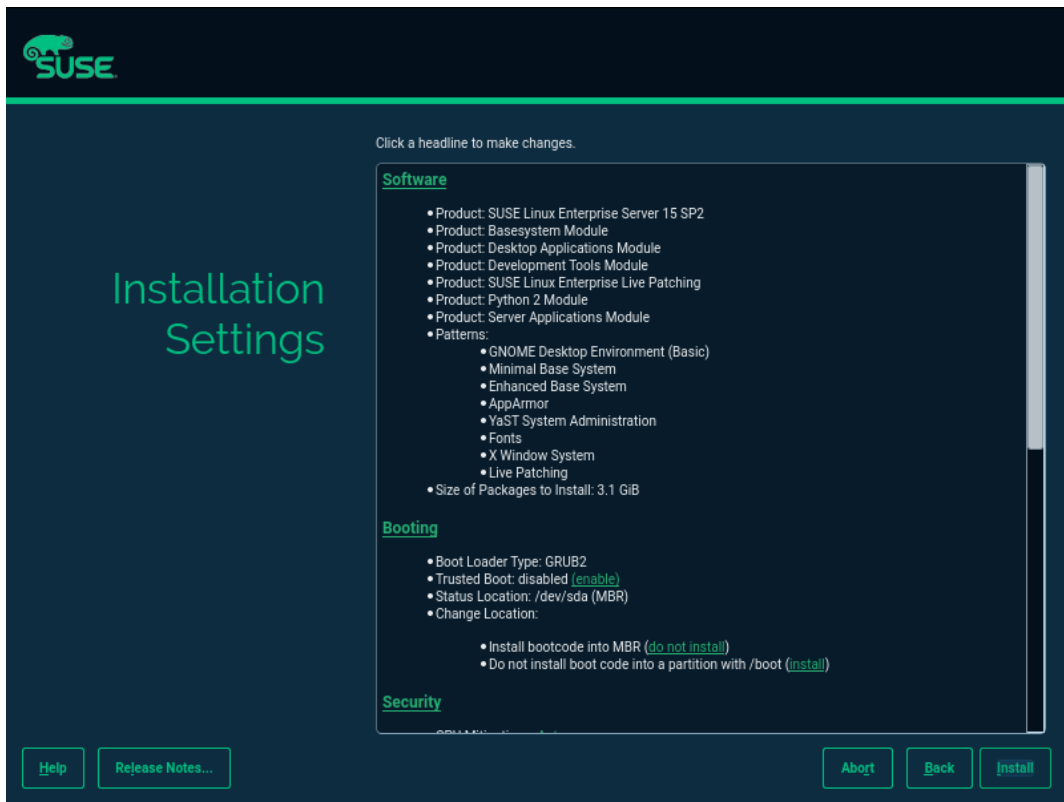 SUSE
Click a headline to make changes.
Installation
Settings
Software
Product: SUSE Linux Enterprise Server 15 SP2
Product: Basesystem Module
Product: Desktop Applications Module
Product: Development Tools Module
Product: SUSE Linux Enterprise Live Patching
Product: Python 2 Module
Product: Server Applications Module
Patterns:
GNOME Desktop Environment (Basic)
Minimal Base System
Enhanced Base System
AppArmor
YaST System Administration
Fonts
X Window System
Live Patching
Size of Packages to Install: 3.1 GiB
Booting
Boot Loader Type: GRUB2
Trusted Boot: disabled (enable)
Status Location: /dev/sda (MBR)
Change Location:
Install bootcode into MBR (do not install)
Do not install boot code into a partition with /boot (install)
Security
Help
Release Notes...
Abort
Back
Install